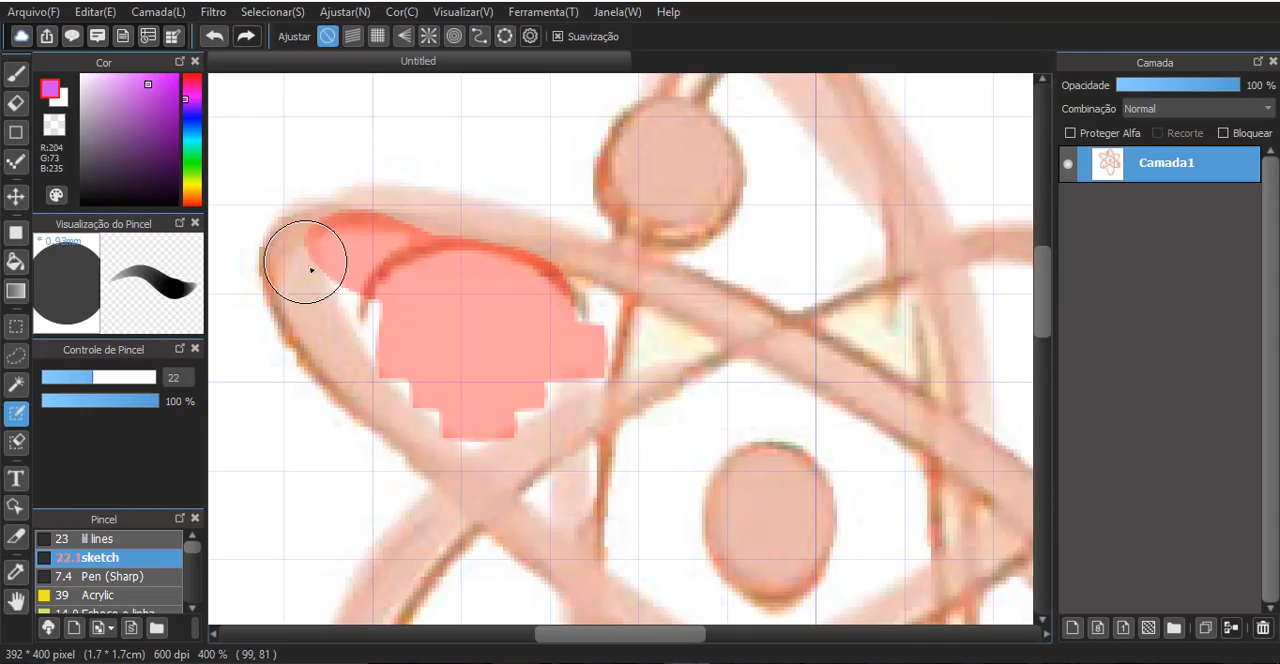 Arquivo(F) Editar(E) Camada(L) Filtro Selecionar(S) Ajustar(N) Cor(C) Visualizar(V) Ferramenta(T) Janela(W) Help
Ajustar Suavização
Cor
R:204
G:73
B:235
Visualização do Pincel
* 0.93mm
Controle de Pincel
22
100 %
Pincel
23 lil lines
22.1 sketch
7.4 Pen (Sharp)
39 Acrylic
Untitled
Camada
Opacidade 100 %
Combinação Normal
Proteger Alfa Recorte Bloquear
Camada1
392 * 400 pixel (1.7 * 1.7cm) 600 dpi 400 % ( 99, 81 )